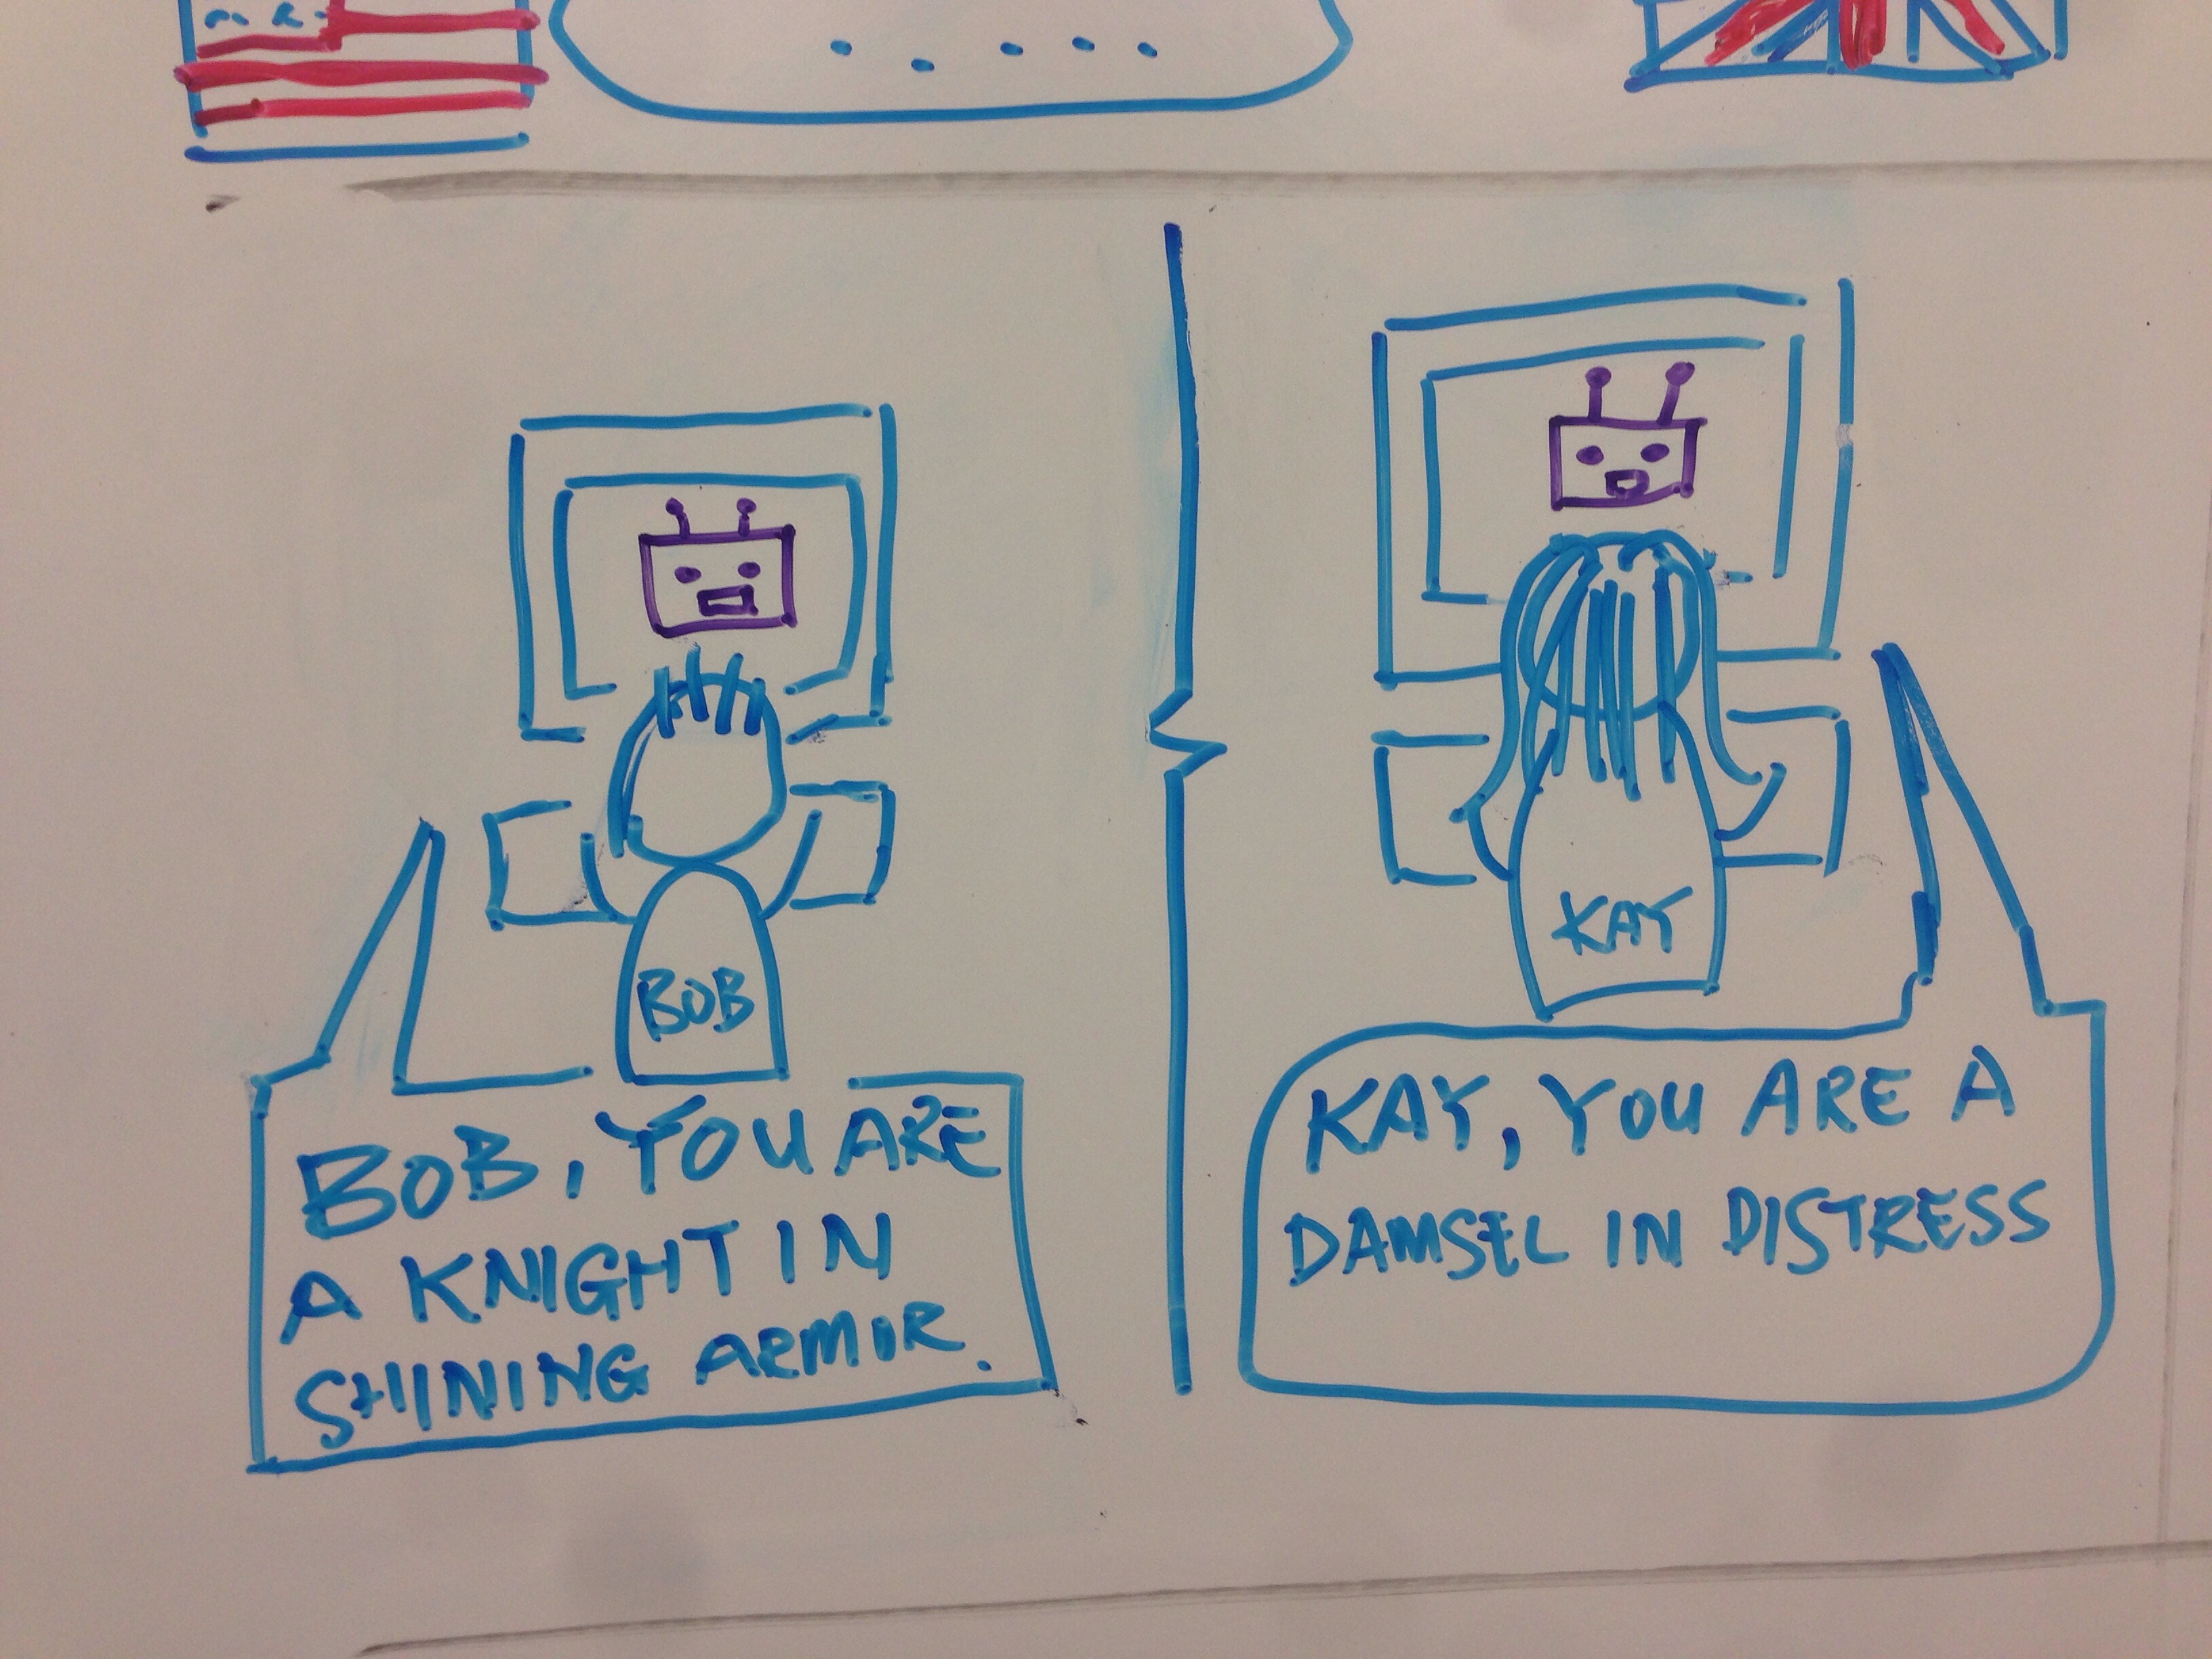 BOB
KAY
BOB, YOU ARE
A KNIGHT IN
SHINING ARMOR.
KAY, YOU ARE A
DAMSEL IN DISTRESS